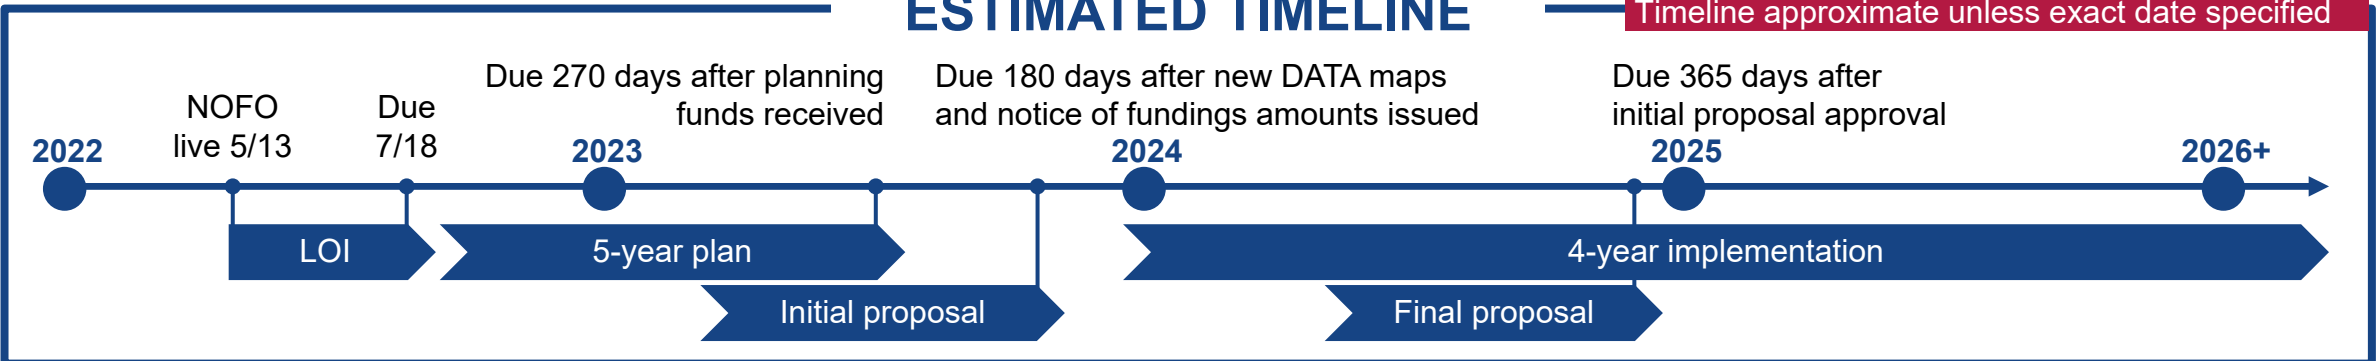 ESTIMATED TIMELINE
Timeline approximate unless exact date specified
NOFO
live 5/13
Due
7/18
Due 270 days after planning
funds received
Due 180 days after new DATA maps
and notice of fundings amounts issued
Due 365 days after
initial proposal approval
2022
2023
2024
2025
2026+
LOI
5-year plan
4-year implementation
Initial proposal
Final proposal